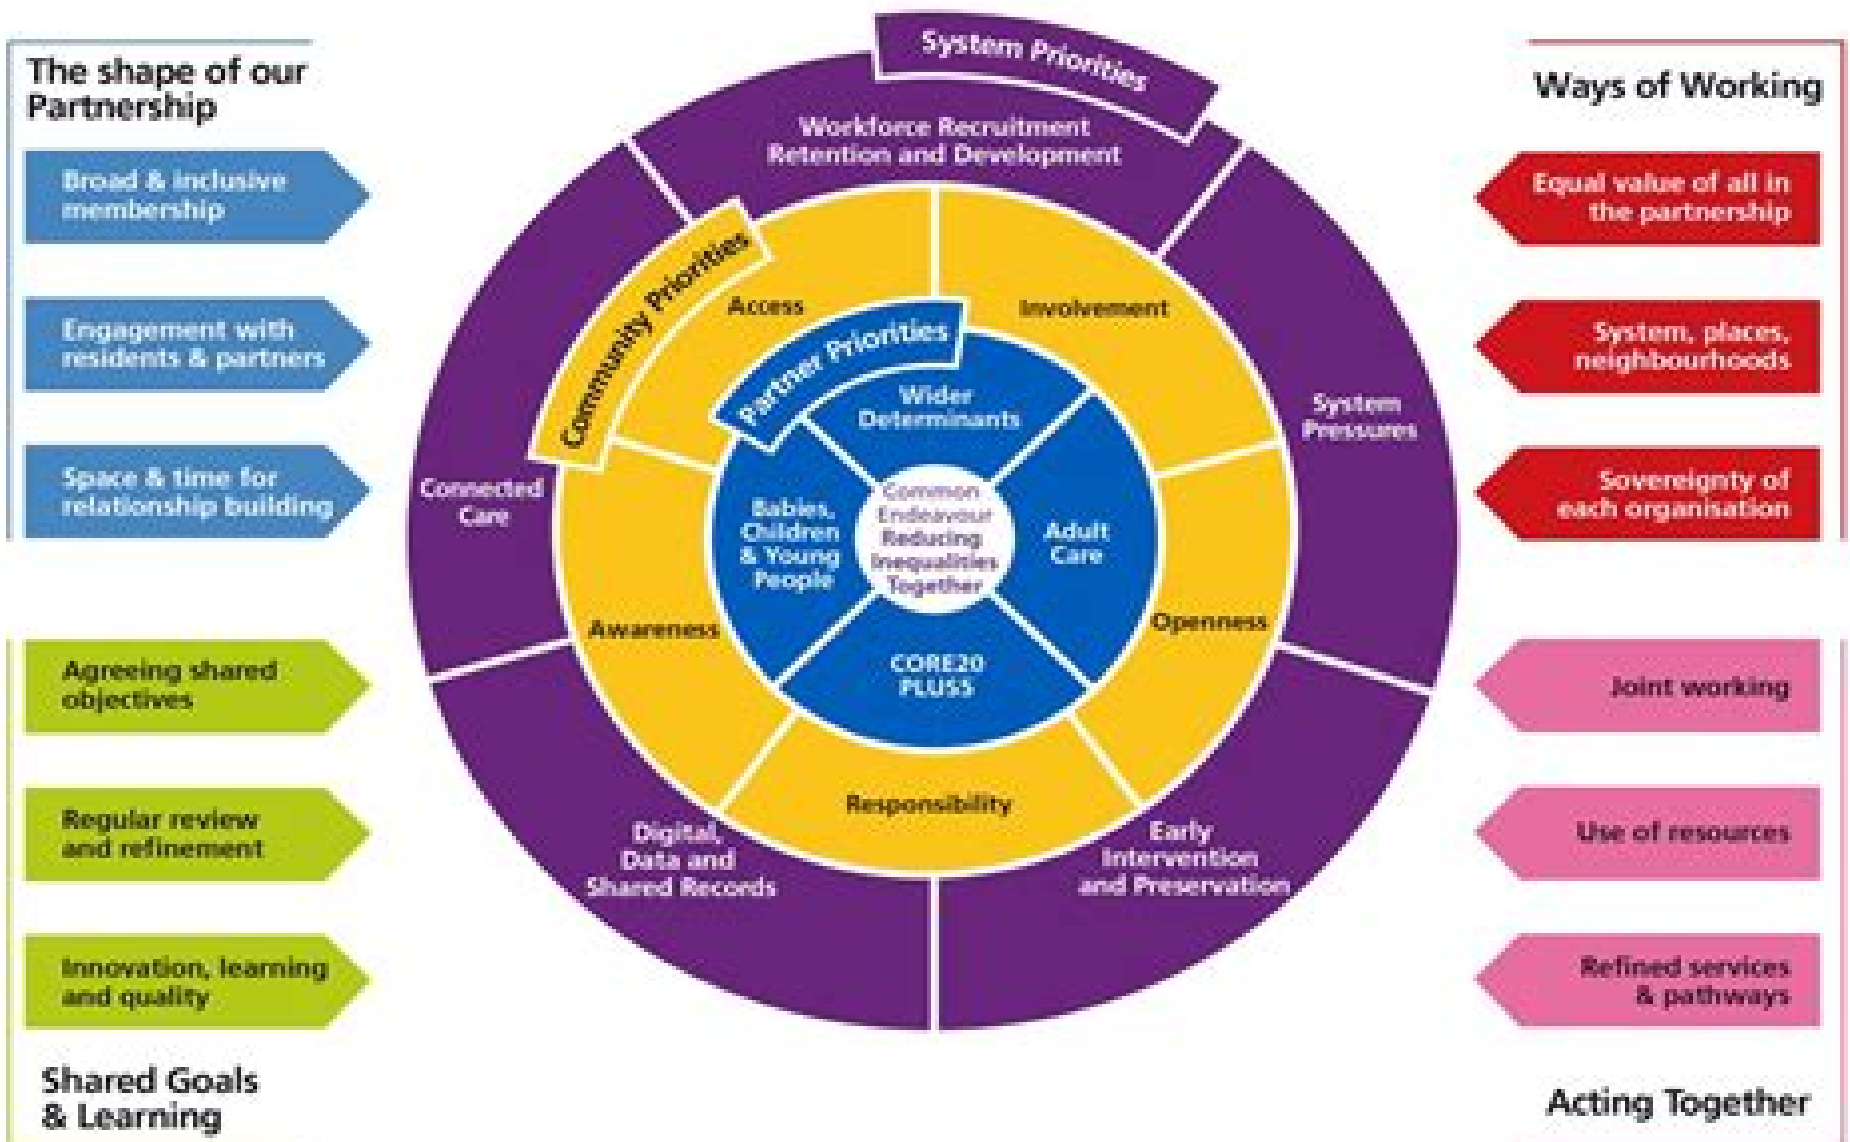 The shape of our
Partnership
Broad & inclusive
membership
Engagement with
residents & partners
Space & time for
relationship building
Agreeing shared
objectives
Regular review
and refinement
Innovation, learning
and quality
Shared Goals
& Learning
System Priorities
Workforce Recruitment
Retention and Development
System
Pressures
Early
Intervention
and Preservation
Digital,
Data and
Shared Records
Connected
Care
Community Priorities
Access
Involvement
Openness
Responsibility
Awareness
Partner Priorities
Wider
Determinants
Adult
Care
CORE20
PLUS5
Babies,
Children
& Young
People
Common
Endeavour
Reducing
Inequalities
Together
Ways of Working
Equal value of all in
the partnership
System, places,
neighbourhoods
Sovereignty of
each organisation
Joint working
Use of resources
Refined services
& pathways
Acting Together